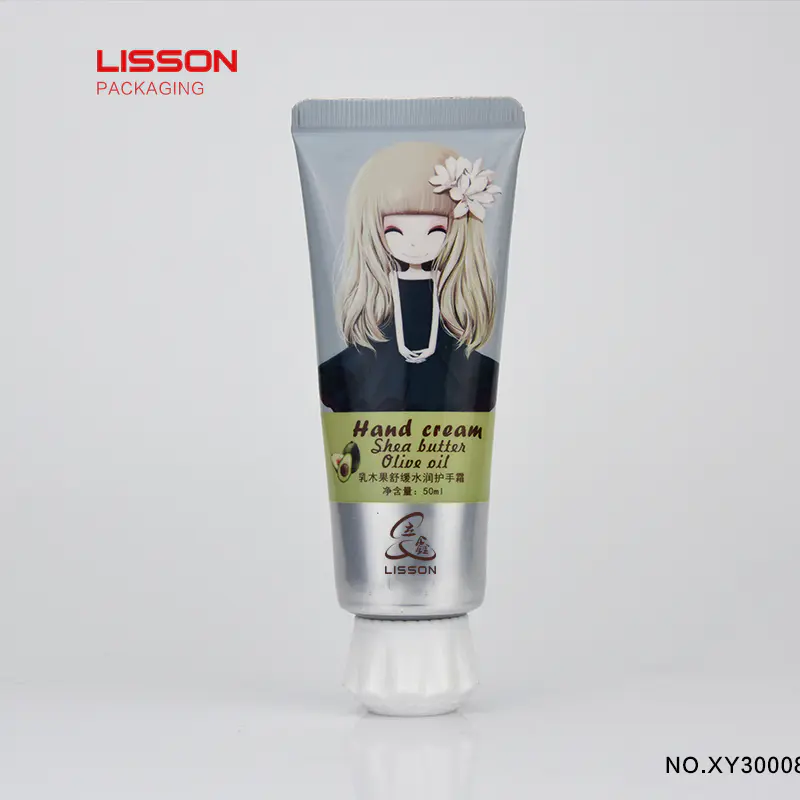 LISSON
PACKAGING
Hand cream
Shea butter
Olive oil
乳木果舒缓水润护手霜
净含量：50ml
LISSON
NO.XY30008